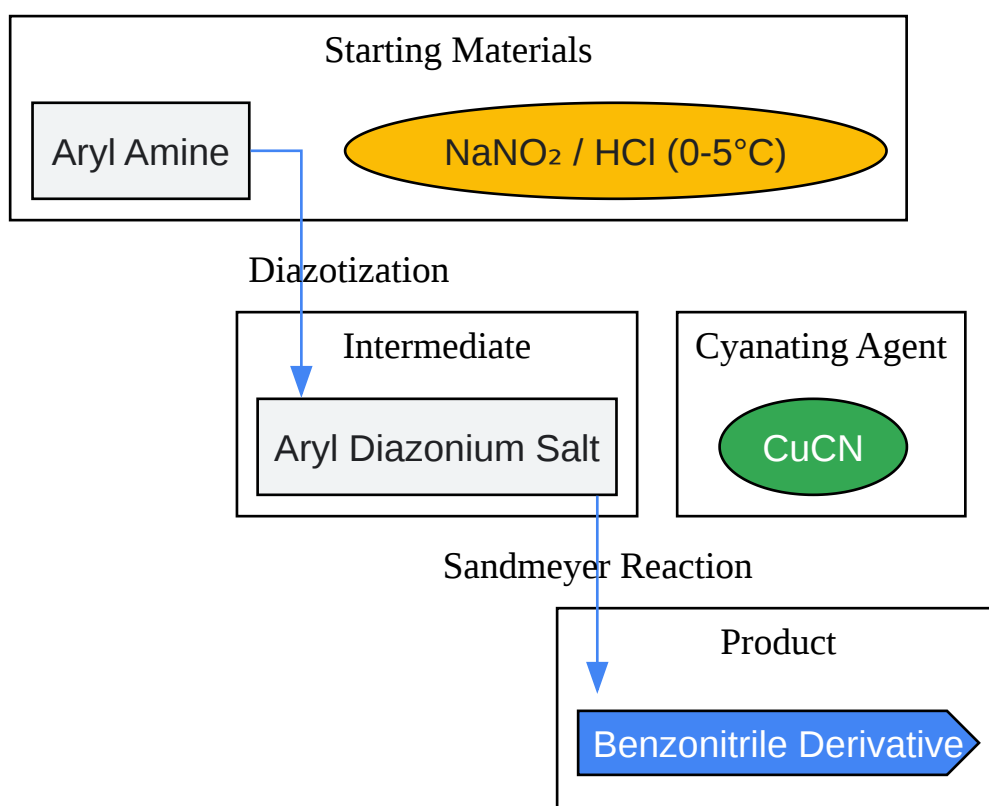 Starting Materials
Aryl Amine
NaNO₂ / HCl (0-5°C)
Diazotization
Intermediate
Cyanating Agent
Aryl Diazonium Salt
CuCN
Sandmeyer Reaction
Product
Benzonitrile Derivative